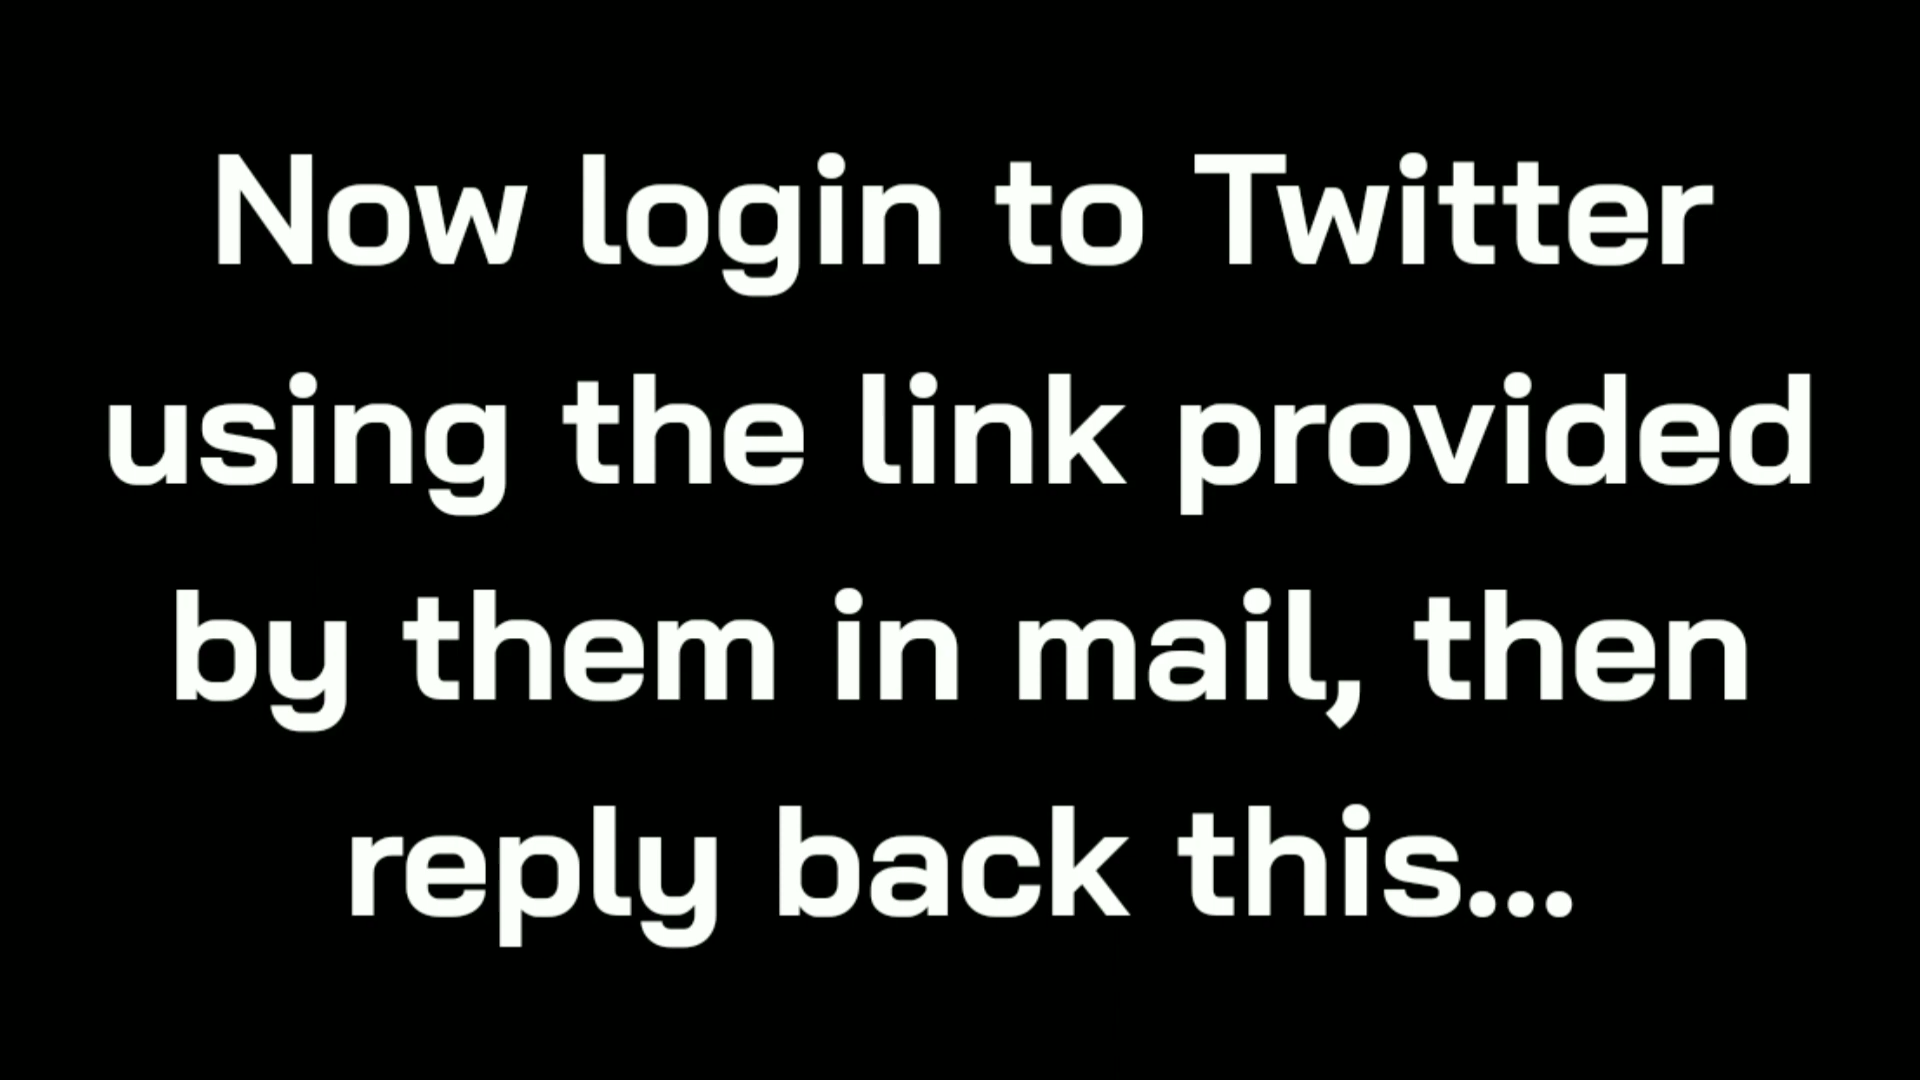 Now login to Twitter
using the link provided
by them in mail, then
reply back this...